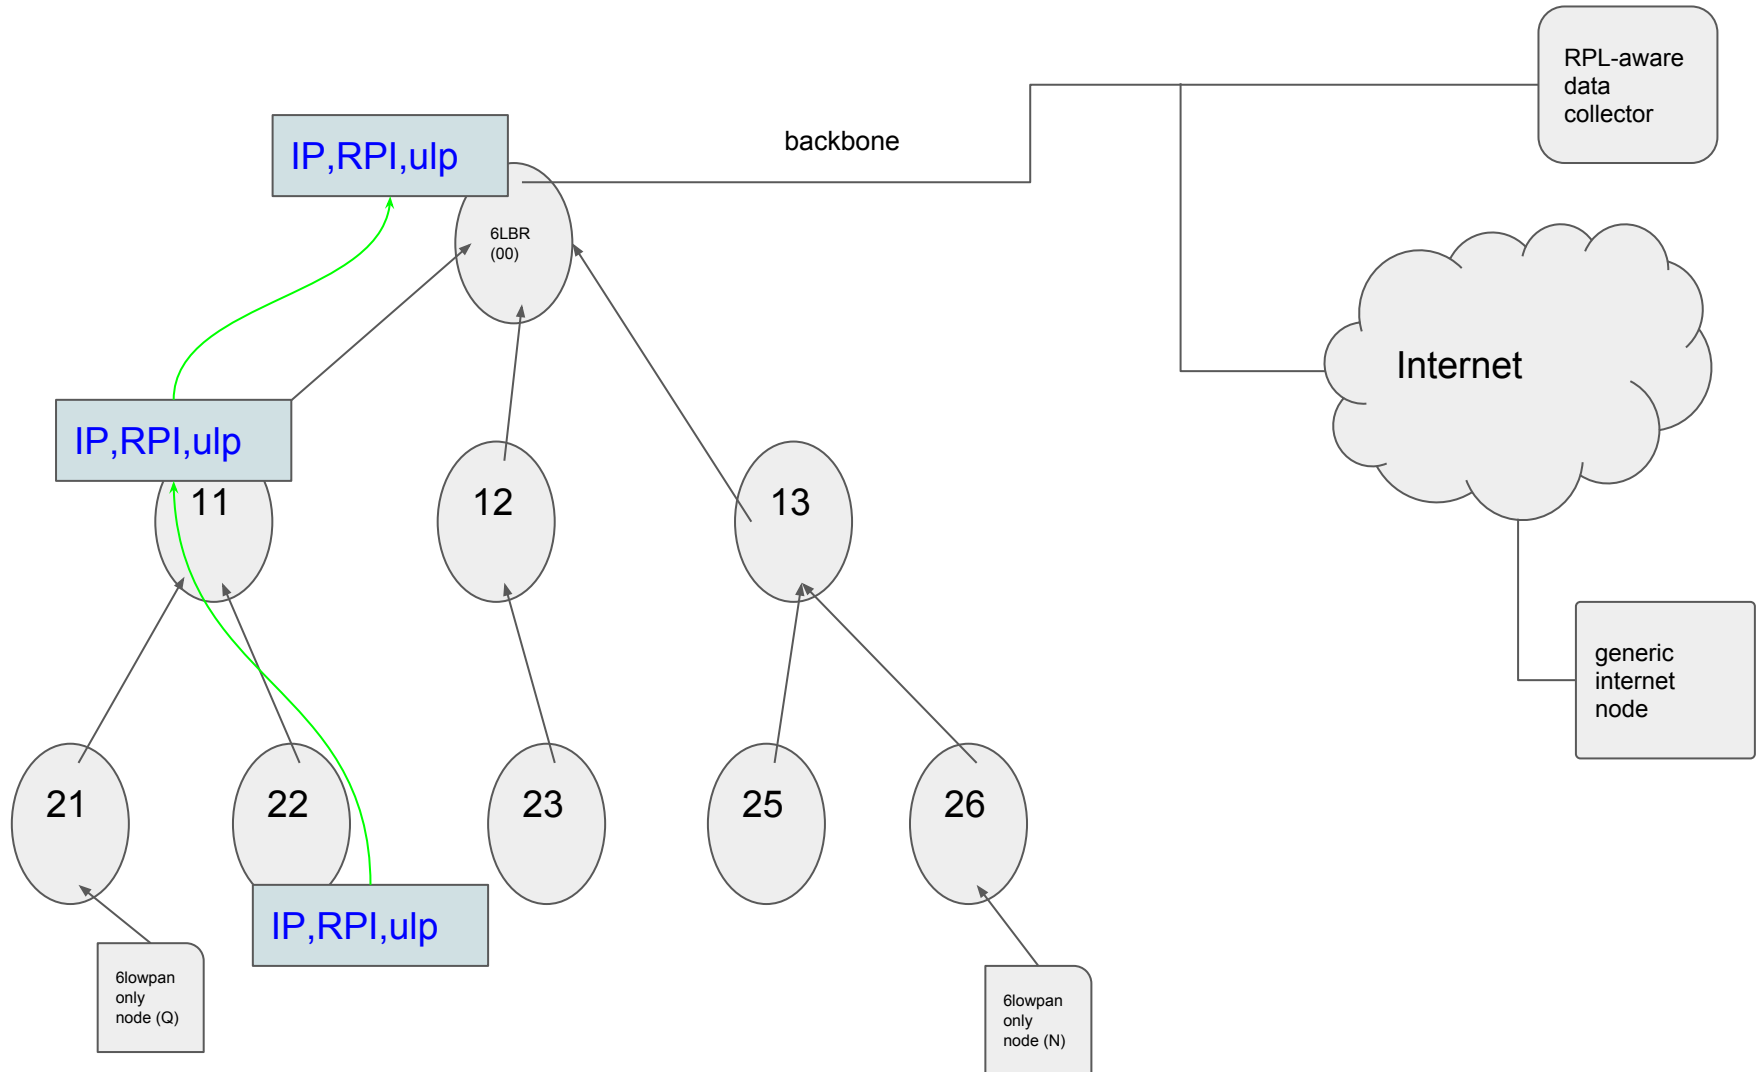 RPL-aware
data
collector
backbone
IP,RPI,ulp
6LBR
(00)
Internet
IP,RPI,ulp
11
12
13
generic
internet
node
21
22
23
25
26
IP,RPI,ulp
6lowpan
only
node (Q)
6lowpan
only
node (N)